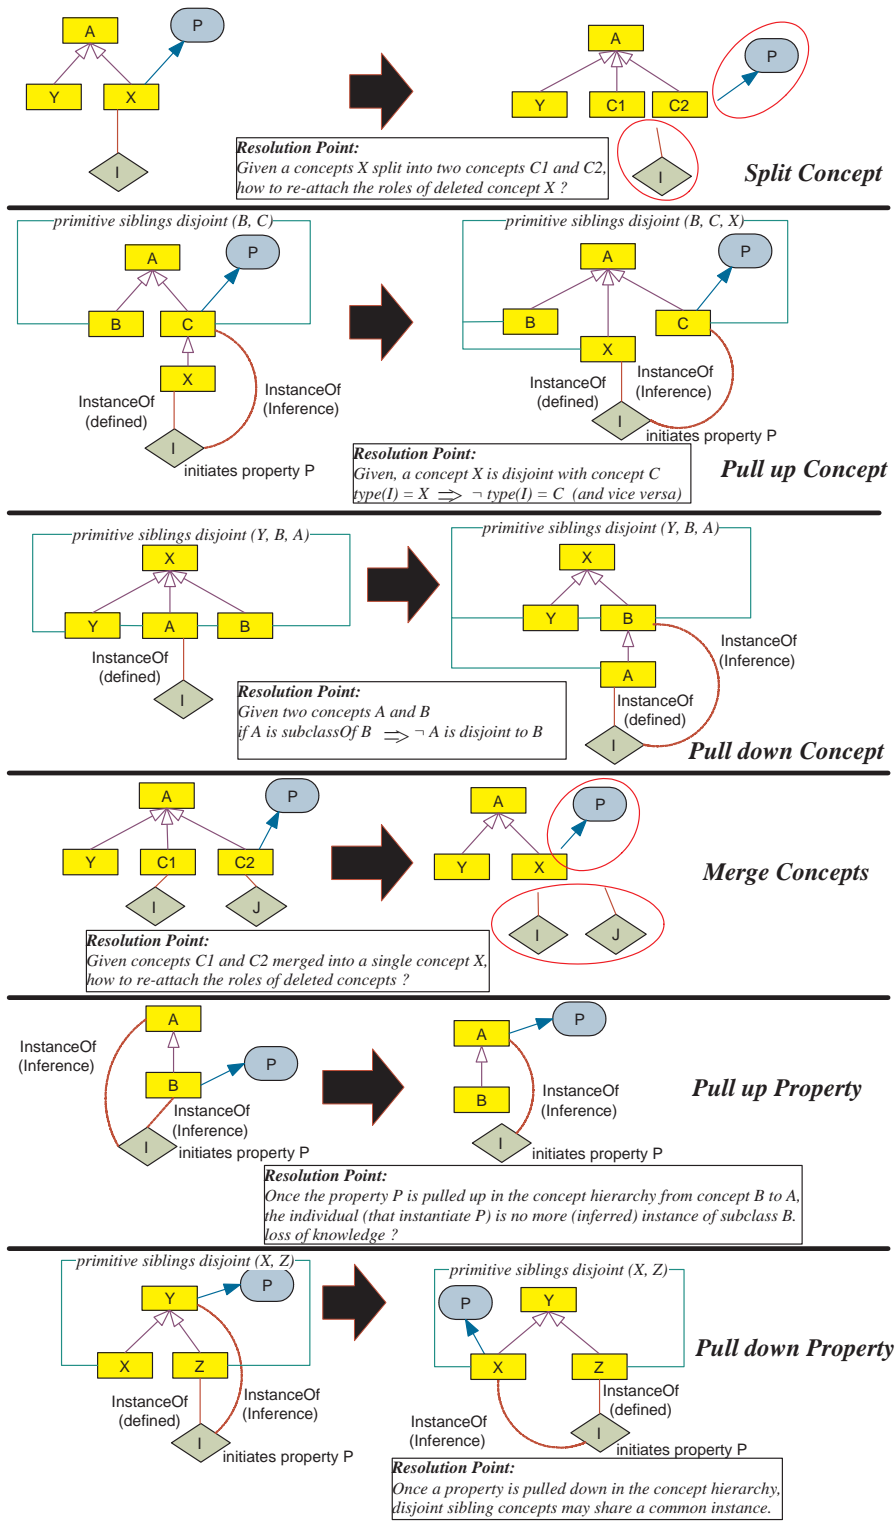 A
P
Y
X
I
A
P
Y
C1
C2
I
Resolution Point:
Given a concepts X split into two concepts C1 and C2,
how to re-attach the roles of deleted concept X ?
Split Concept
primitive siblings disjoint (B, C)
A
P
B
C
X
InstanceOf
(defined)
InstanceOf
(Inference)
I
initiates property P
primitive siblings disjoint (B, C, X)
A
P
B
C
X
InstanceOf
(defined)
InstanceOf
(Inference)
I
initiates property P
Resolution Point:
Given, a concept X is disjoint with concept C
type(I) = X ⟹ ¬ type(I) = C (and vice versa)
Pull up Concept
primitive siblings disjoint (Y, B, A)
X
Y
A
B
InstanceOf
(defined)
I
primitive siblings disjoint (Y, B, A)
X
Y
B
A
InstanceOf
(Inference)
InstanceOf
(defined)
I
Resolution Point:
Given two concepts A and B
if A is subclassOf B ⟹ ¬ A is disjoint to B
Pull down Concept
A
P
Y
C1
C2
I
J
A
P
Y
X
I
J
Resolution Point:
Given concepts C1 and C2 merged into a single concept X,
how to re-attach the roles of deleted concepts ?
Merge Concepts
A
InstanceOf
(Inference)
B
P
InstanceOf
(Inference)
I
initiates property P
A
P
B
InstanceOf
(Inference)
I
initiates property P
Resolution Point:
Once the property P is pulled up in the concept hierarchy from concept B to A,
the individual (that instantiate P) is no more (inferred) instance of subclass B.
loss of knowledge ?
Pull up Property
primitive siblings disjoint (X, Z)
Y
P
X
Z
InstanceOf
(defined)
InstanceOf
(Inference)
I
initiates property P
primitive siblings disjoint (X, Z)
P
Y
X
Z
InstanceOf
(Inference)
InstanceOf
(defined)
I
initiates property P
Resolution Point:
Once a property is pulled down in the concept hierarchy,
disjoint sibling concepts may share a common instance.
Pull down Property